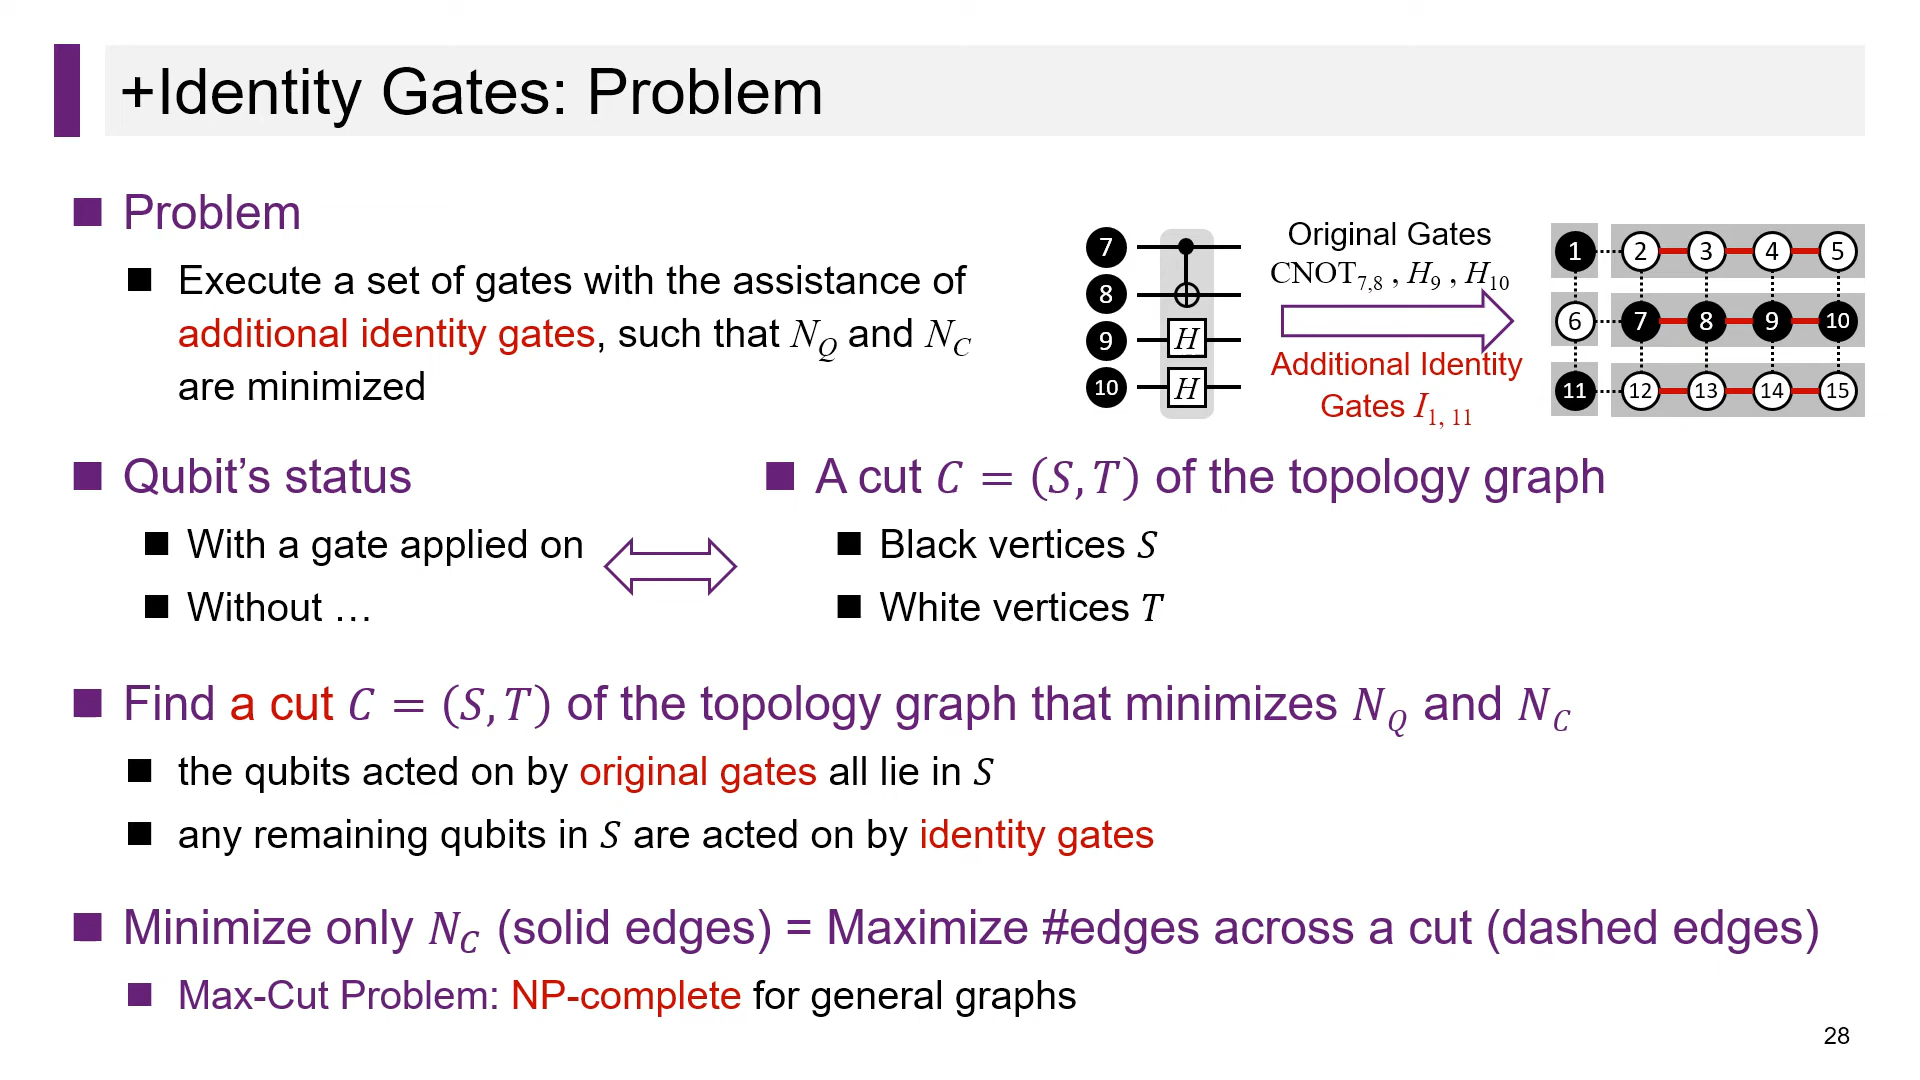 +Identity Gates: Problem
Problem
Execute a set of gates with the assistance of
additional identity gates, such that N_Q and N_C
are minimized
7
8
9 H
10 H
Original Gates
CNOT_{7,8} , H_9 , H_{10}
Additional Identity
Gates I_{1, 11}
1 2 3 4 5
6 7 8 9 10
11 12 13 14 15
Qubit’s status
With a gate applied on
Without …
A cut C = (S, T) of the topology graph
Black vertices S
White vertices T
Find a cut C = (S, T) of the topology graph that minimizes N_Q and N_C
the qubits acted on by original gates all lie in S
any remaining qubits in S are acted on by identity gates
Minimize only N_C (solid edges) = Maximize #edges across a cut (dashed edges)
Max-Cut Problem: NP-complete for general graphs
28